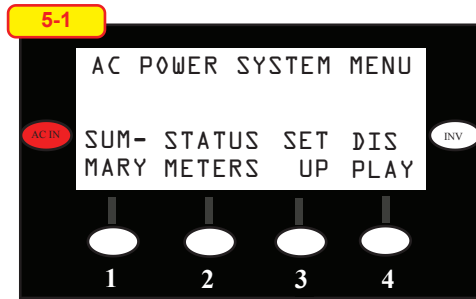 5-1
AC POWER SYSTEM MENU
AC IN
SUM- STATUS SET DIS
MARY METERS UP PLAY
INV
1 2 3 4